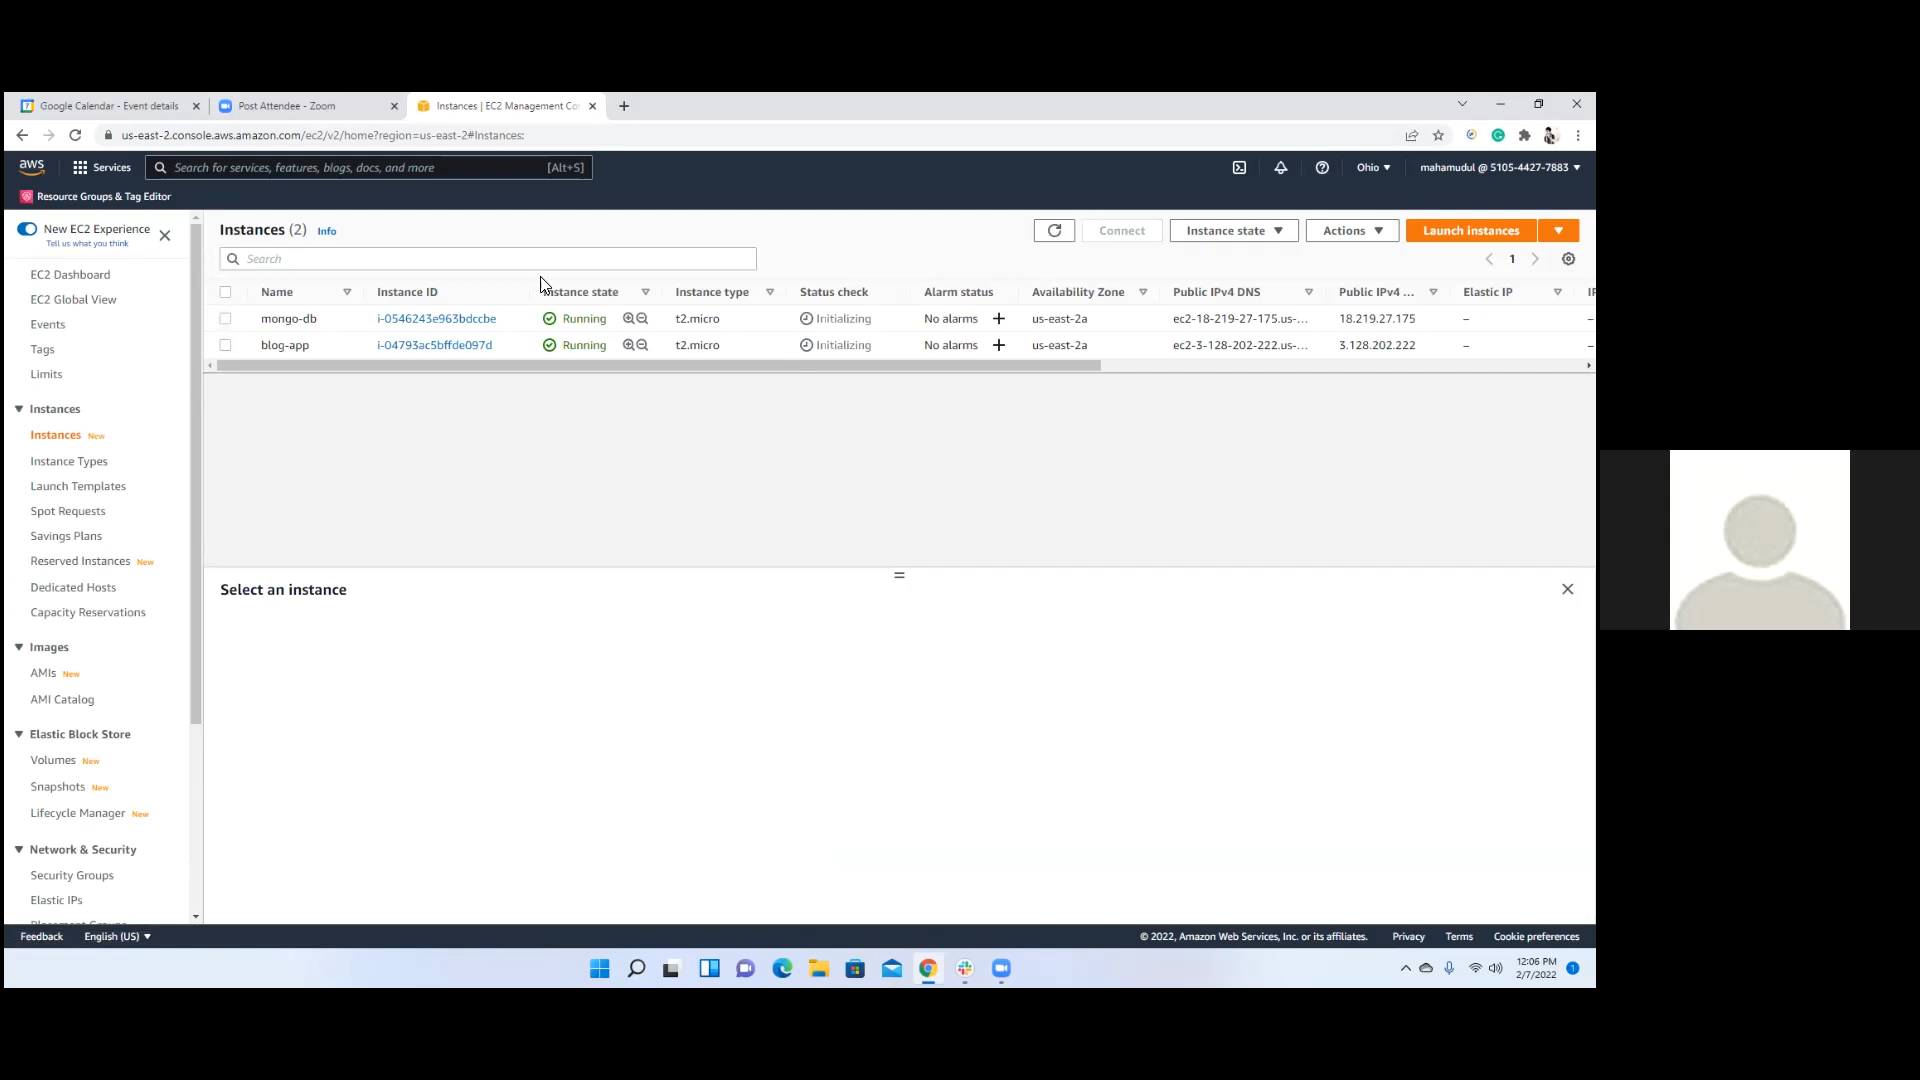 Google Calendar - Event details
Post Attendee - Zoom
Instances | EC2 Management Co
us-east-2.console.aws.amazon.com/ec2/v2/home?region=us-east-2#Instances:
aws
Services
Search for services, features, blogs, docs, and more
[Alt+S]
Ohio
mahamudul @ 5105-4427-7883
Resource Groups & Tag Editor
New EC2 Experience
Tell us what you think
EC2 Dashboard
EC2 Global View
Events
Tags
Limits
Instances
Instances New
Instance Types
Launch Templates
Spot Requests
Savings Plans
Reserved Instances New
Dedicated Hosts
Capacity Reservations
Images
AMIs New
AMI Catalog
Elastic Block Store
Volumes New
Snapshots New
Lifecycle Manager New
Network & Security
Security Groups
Elastic IPs
Instances (2) Info
Connect
Instance state
Actions
Launch instances
Search
1
Name Instance ID Instance state Instance type Status check Alarm status Availability Zone Public IPv4 DNS Public IPv4 ... Elastic IP IP
mongo-db i-0546243e963bdccbe Running t2.micro Initializing No alarms + us-east-2a ec2-18-219-27-175.us-... 18.219.27.175 – –
blog-app i-04793ac5bffde097d Running t2.micro Initializing No alarms + us-east-2a ec2-3-128-202-222.us-... 3.128.202.222 – –
Select an instance
Feedback English (US)
© 2022, Amazon Web Services, Inc. or its affiliates. Privacy Terms Cookie preferences
12:06 PM
2/7/2022
1